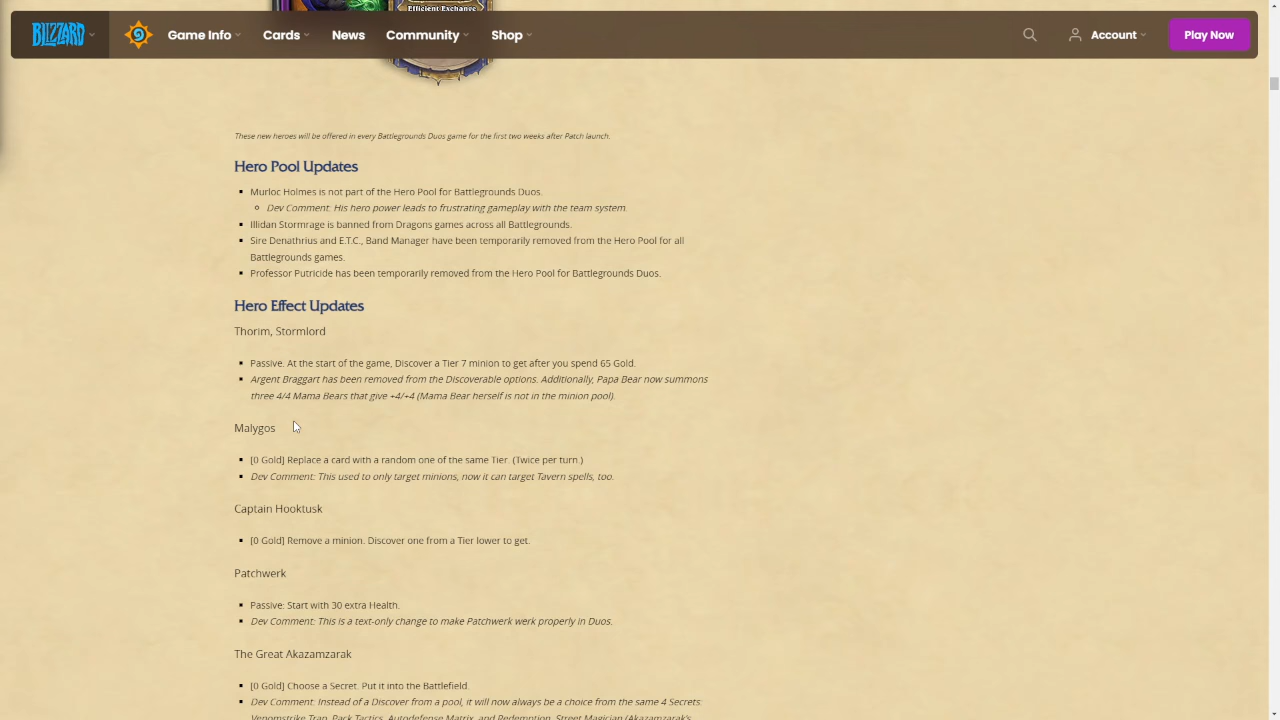 Efficient Exchange
BLIZZARD Game Info Cards News Community Shop Account Play Now
These new heroes will be offered in every Battlegrounds Duos game for the first two weeks after Patch launch.
Hero Pool Updates
Murloc Holmes is not part of the Hero Pool for Battlegrounds Duos.
Dev Comment: His hero power leads to frustrating gameplay with the team system.
Illidan Stormrage is banned from Dragons games across all Battlegrounds.
Sire Denathrius and E.T.C., Band Manager have been temporarily removed from the Hero Pool for all
Battlegrounds games.
Professor Putricide has been temporarily removed from the Hero Pool for Battlegrounds Duos.
Hero Effect Updates
Thorim, Stormlord
Passive. At the start of the game, Discover a Tier 7 minion to get after you spend 65 Gold.
Argent Braggart has been removed from the Discoverable options. Additionally, Papa Bear now summons
three 4/4 Mama Bears that give +4/+4 (Mama Bear herself is not in the minion pool).
Malygos
[0 Gold] Replace a card with a random one of the same Tier. (Twice per turn.)
Dev Comment: This used to only target minions, now it can target Tavern spells, too.
Captain Hooktusk
[0 Gold] Remove a minion. Discover one from a Tier lower to get.
Patchwerk
Passive: Start with 30 extra Health.
Dev Comment: This is a text-only change to make Patchwerk werk properly in Duos.
The Great Akazamzarak
[0 Gold] Choose a Secret. Put it into the Battlefield.
Dev Comment: Instead of a Discover from a pool, it will now always be a choice from the same 4 Secrets:
Venomstrike Trap, Pack Tactics, Autodefense Matrix, and Redemption. Street Magician (Akazamzarak's